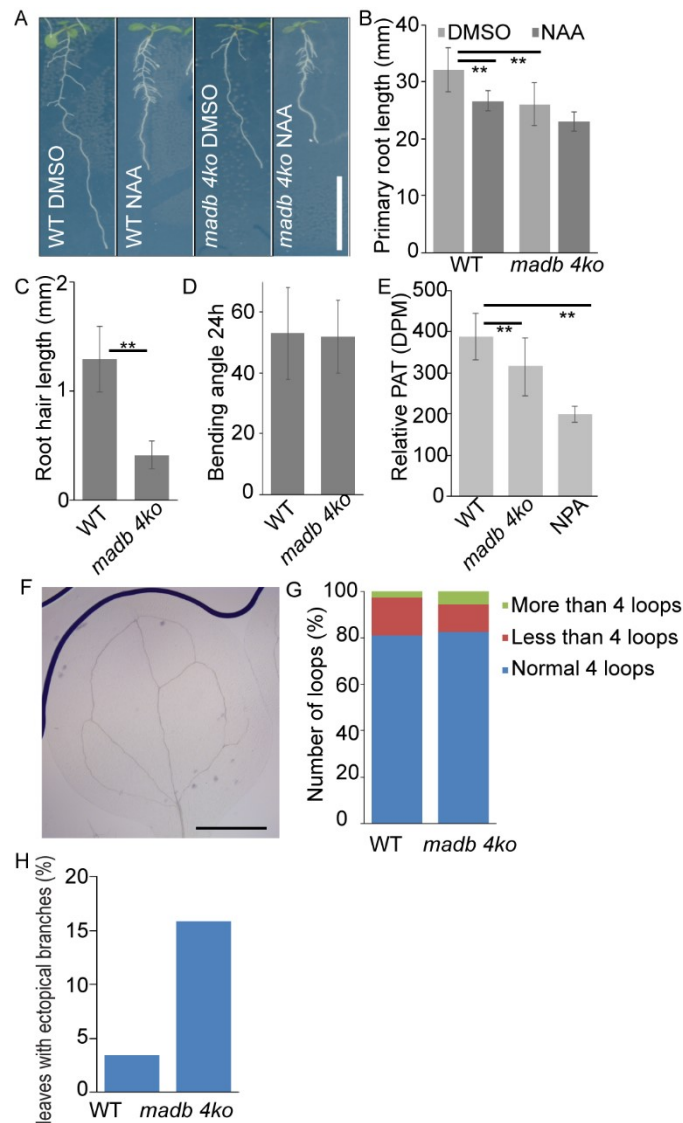 A
WT DMSO
WT NAA
madb 4ko DMSO
madb 4ko NAA
B
DMSO NAA
Primary root length (mm)
40
30
20
10
0
**
**
WT madb 4ko
C
Root hair length (mm)
2
1
0
**
WT
madb 4ko
D
Bending angle 24h
60
40
20
0
WT
madb 4ko
E
Relative PAT (DPM)
500
400
300
200
100
0
**
**
WT
madb 4ko
NPA
F
G
Number of loops (%)
100
80
60
40
20
0
WT madb 4ko
More than 4 loops
Less than 4 loops
Normal 4 loops
H
leaves with ectopical branches (%)
20
15
10
5
0
WT madb 4ko